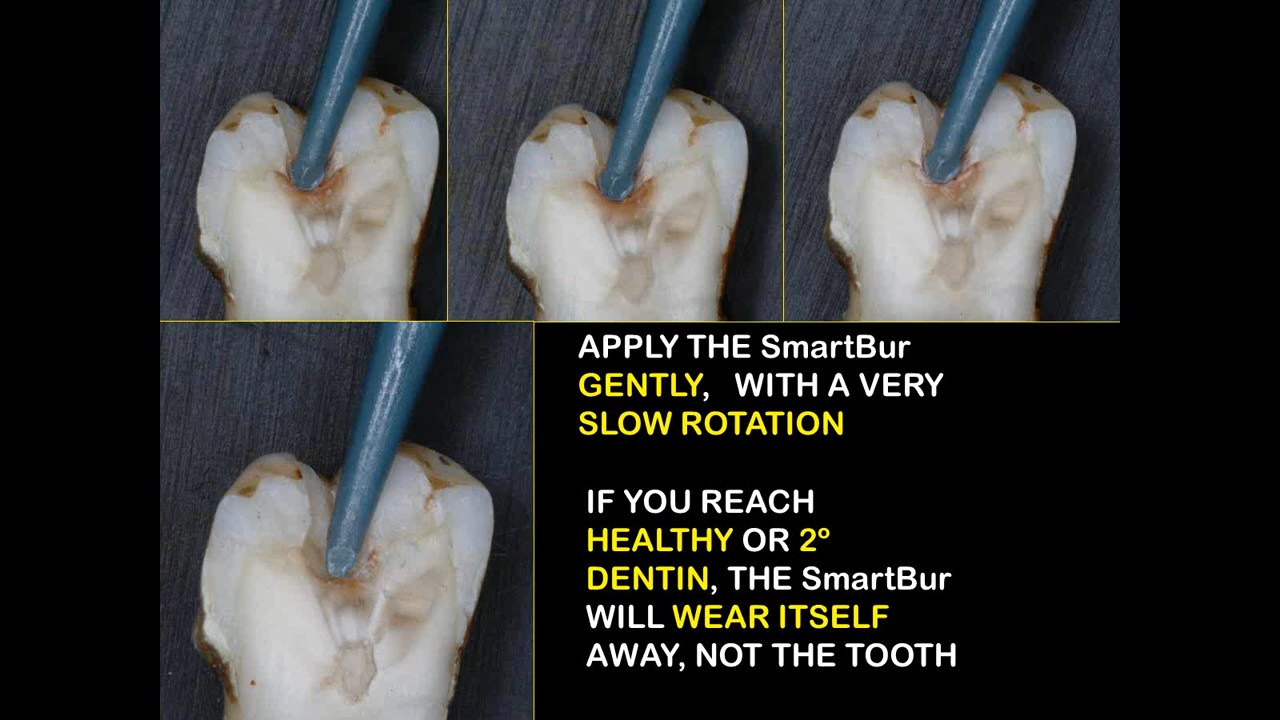 APPLY THE SmartBur
GENTLY, WITH A VERY
SLOW ROTATION
IF YOU REACH
HEALTHY OR 2º
DENTIN, THE SmartBur
WILL WEAR ITSELF
AWAY, NOT THE TOOTH